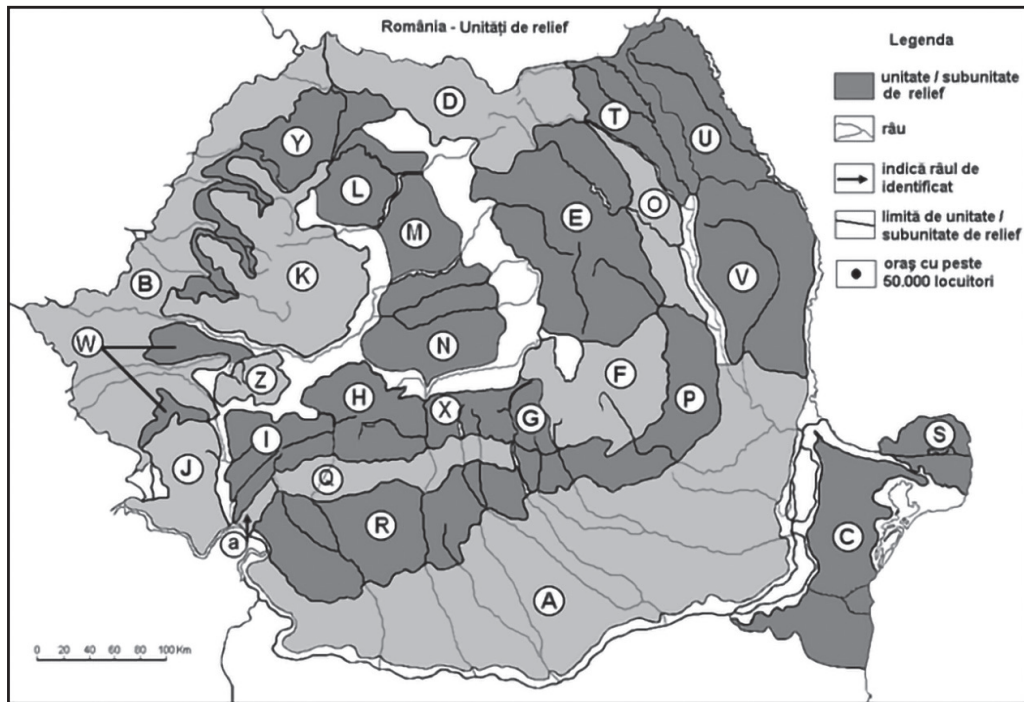 România - Unități de relief
Legenda
unitate / subunitate
de relief
râu
indică râul de
identificat
limită de unitate /
subunitate de relief
oraș cu peste
50.000 locuitori
D
T
U
Y
L
O
E
M
K
B
V
N
W
Z
F
H
X
G
P
I
S
J
Q
R
a
C
A
0 20 40 60 80 100 Km